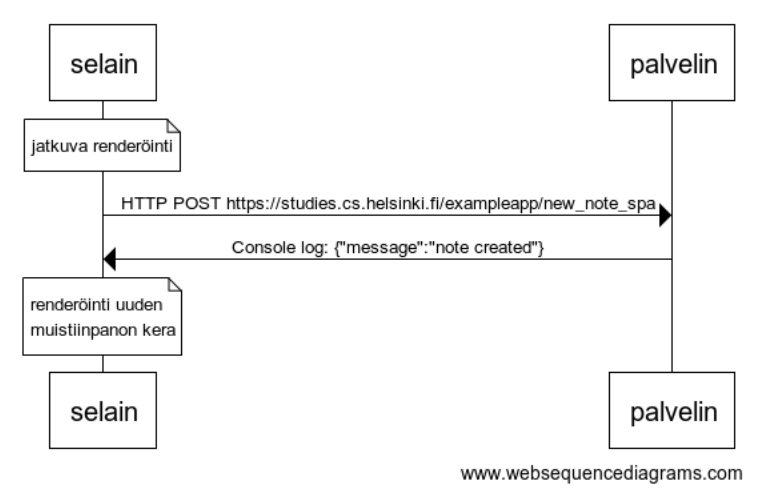 selain
palvelin
jatkuva renderöinti
HTTP POST https://studies.cs.helsinki.fi/exampleapp/new_note_spa
Console log: {"message":"note created"}
renderöinti uuden
muistiinpanon kera
selain
palvelin
www.websequencediagrams.com